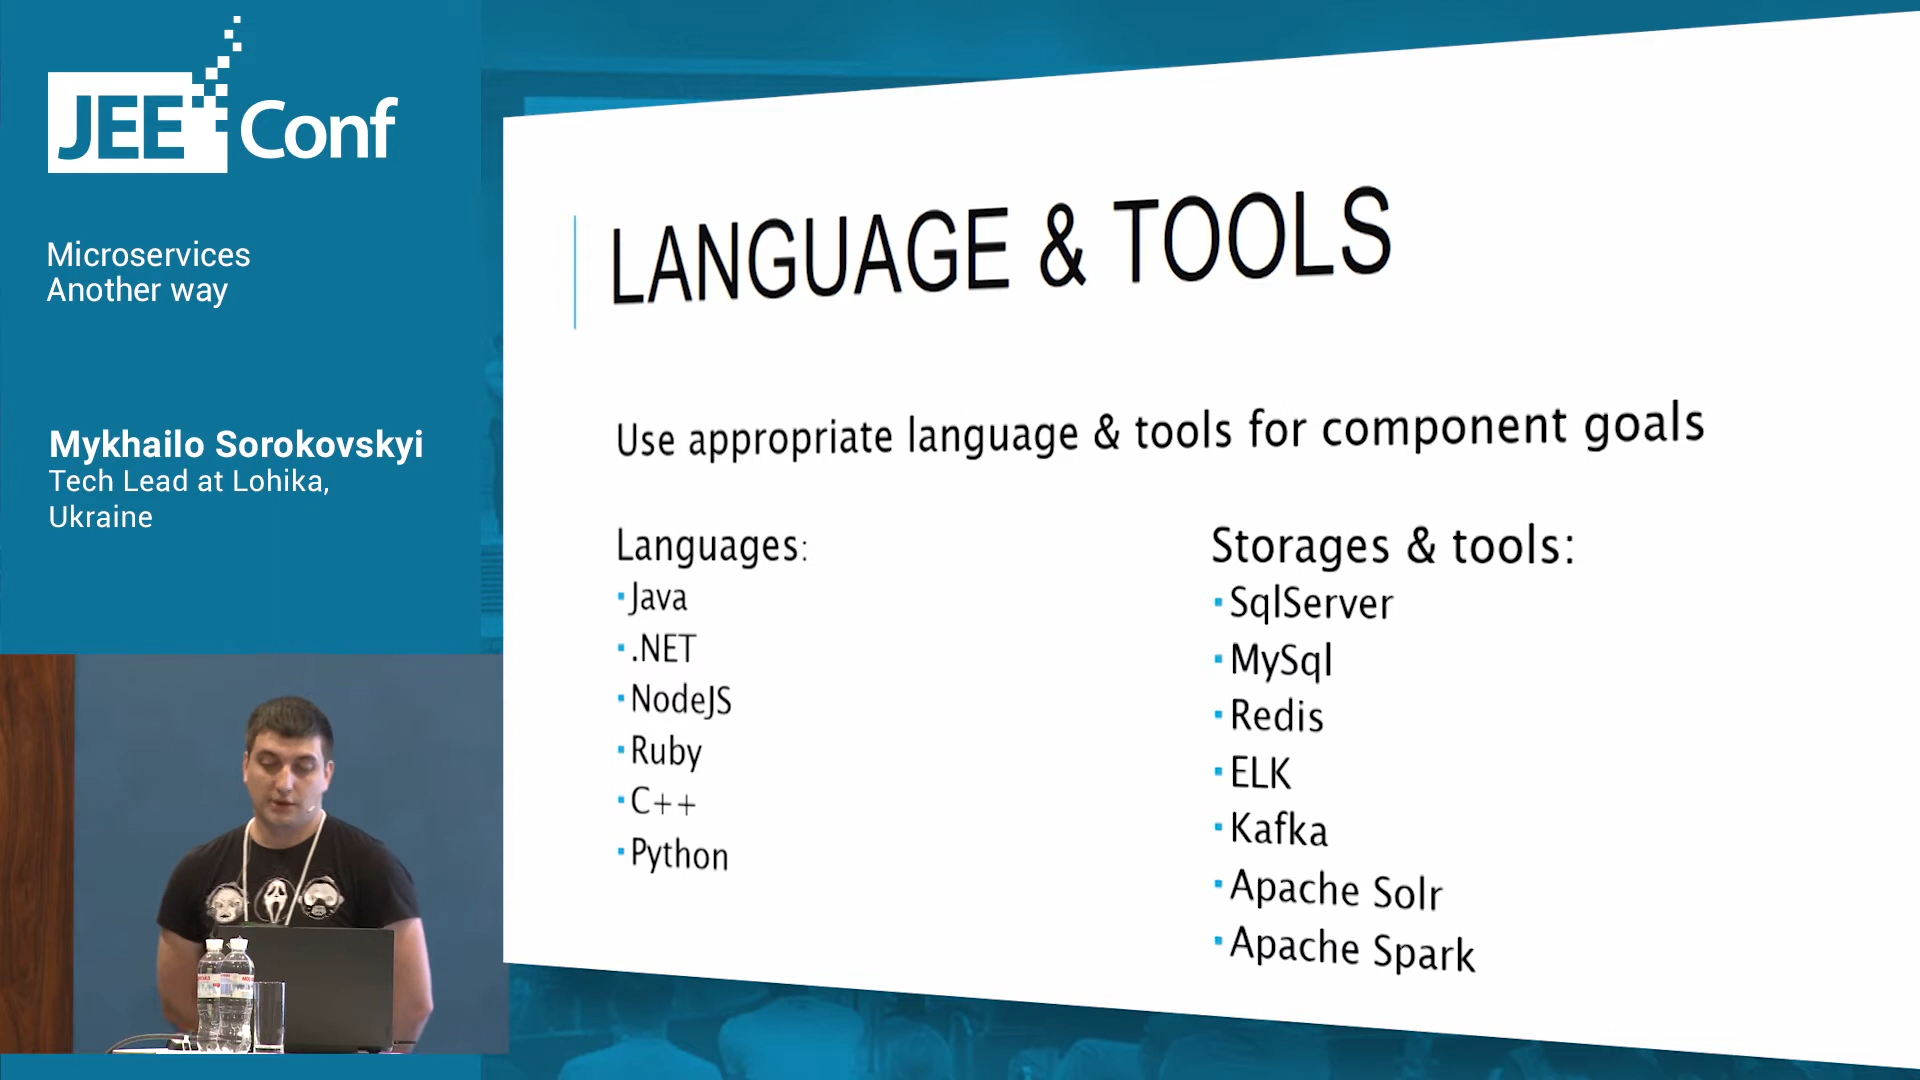 JEE Conf
Microservices
Another way
Mykhailo Sorokovskyi
Tech Lead at Lohika,
Ukraine
LANGUAGE & TOOLS
Use appropriate language & tools for component goals
Languages:
Java
.NET
NodeJS
Ruby
C++
Python
Storages & tools:
SqlServer
MySql
Redis
ELK
Kafka
Apache Solr
Apache Spark